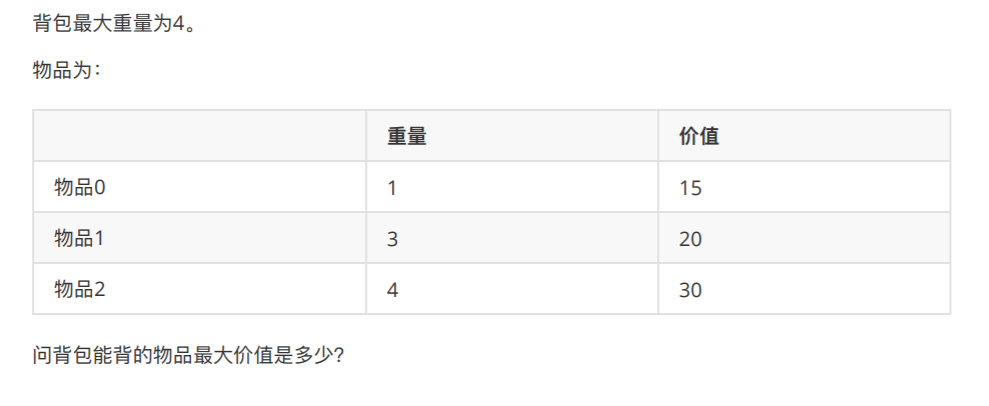 背包最大重量为4。
物品为：
重量 价值
物品0 1 15
物品1 3 20
物品2 4 30
问背包能背的物品最大价值是多少?